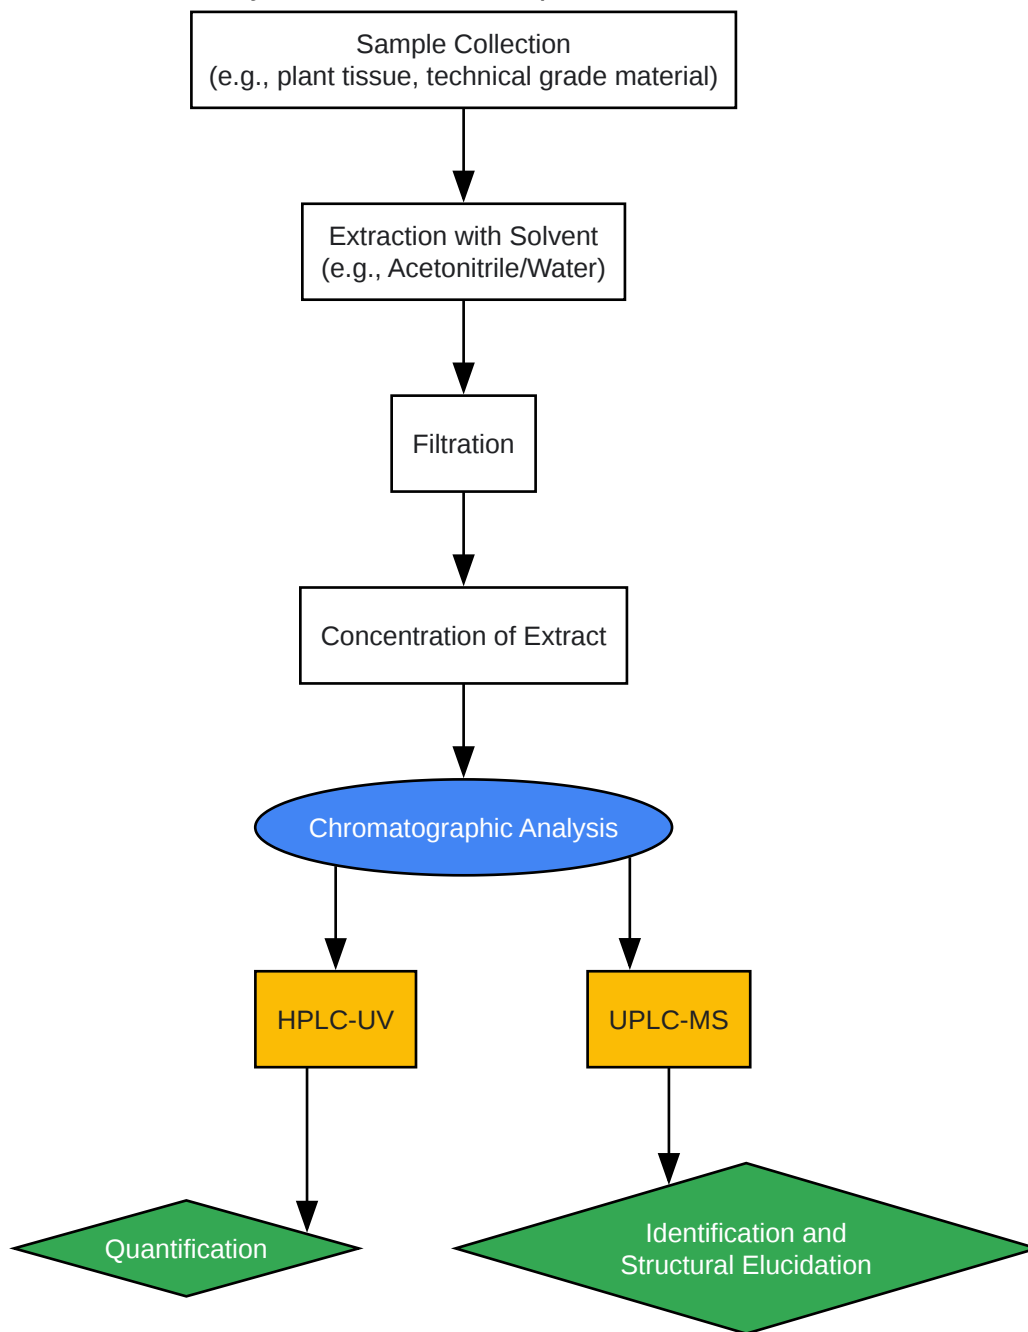 Sample Collection
(e.g., plant tissue, technical grade material)
Extraction with Solvent
(e.g., Acetonitrile/Water)
Filtration
Concentration of Extract
Chromatographic Analysis
HPLC-UV
UPLC-MS
Quantification
Identification and
Structural Elucidation